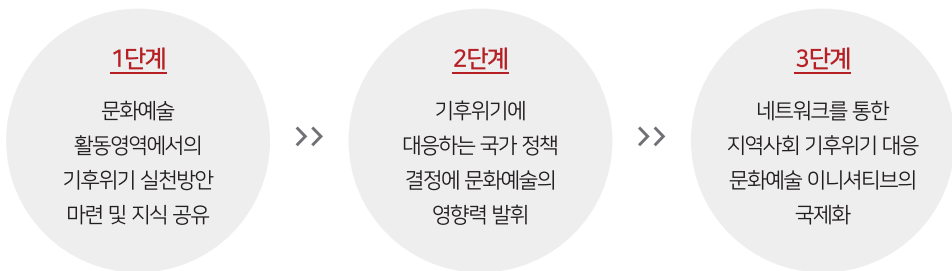 1단계
문화예술
활동영역에서의
기후위기 실천방안
마련 및 지식 공유
2단계
기후위기에
대응하는 국가 정책
결정에 문화예술의
영향력 발휘
3단계
네트워크를 통한
지역사회 기후위기 대응
문화예술 이니셔티브의
국제화